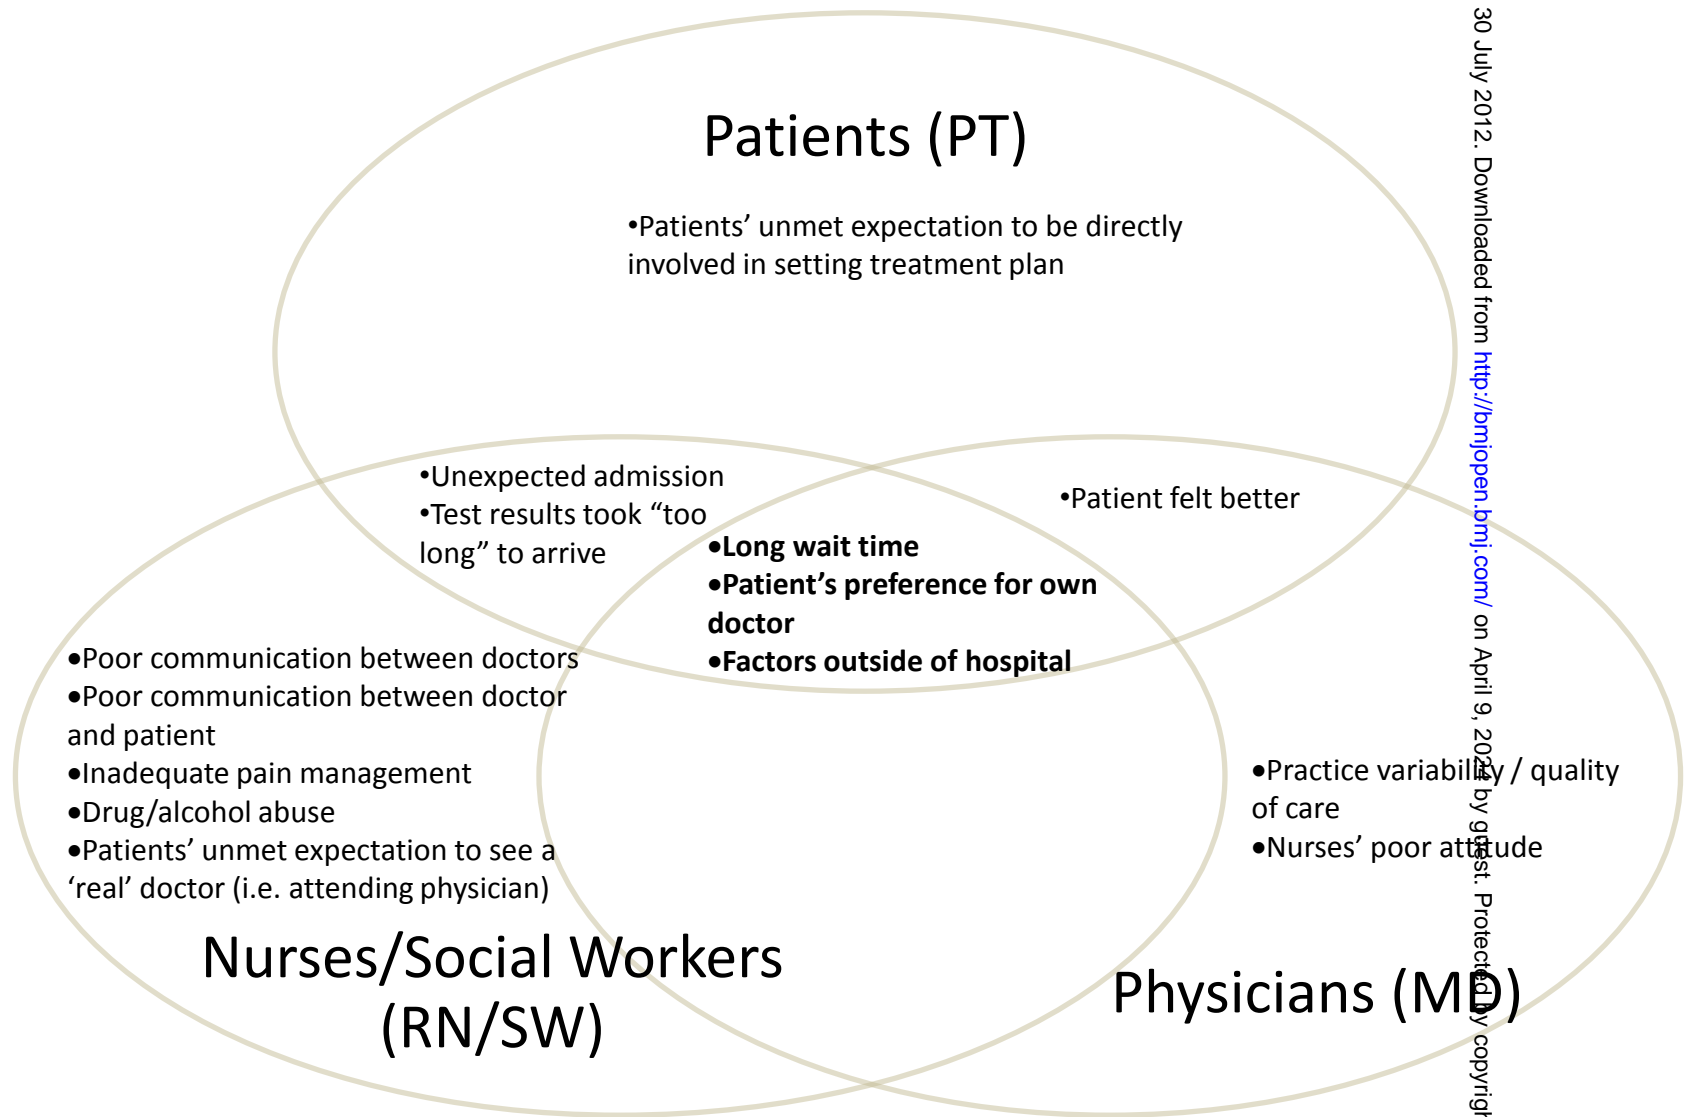 Patients (PT)
•Patients’ unmet expectation to be directly
involved in setting treatment plan
•Unexpected admission
•Test results took “too
long” to arrive
•Patient felt better
•Long wait time
•Patient’s preference for own
doctor
•Factors outside of hospital
•Poor communication between doctors
•Poor communication between doctor
and patient
•Inadequate pain management
•Drug/alcohol abuse
•Patients’ unmet expectation to see a
‘real’ doctor (i.e. attending physician)
•Practice variability / quality
of care
•Nurses’ poor attitude
Nurses/Social Workers
(RN/SW)
Physicians (MD)
30 July 2012. Downloaded from http://bmjopen.bmj.com/ on April 9, 2024 by guest. Protected by copyrigh